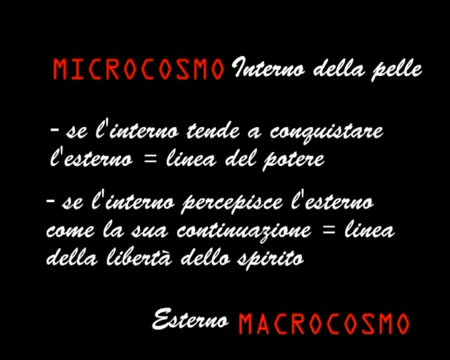 MICROCOSMO Interno della pelle
- se l'interno tende a conquistare
l'esterno = linea del potere
- se l'interno percepisce l'esterno
come la sua continuazione = linea
della libertà dello spirito
Esterno MACROCOSMO